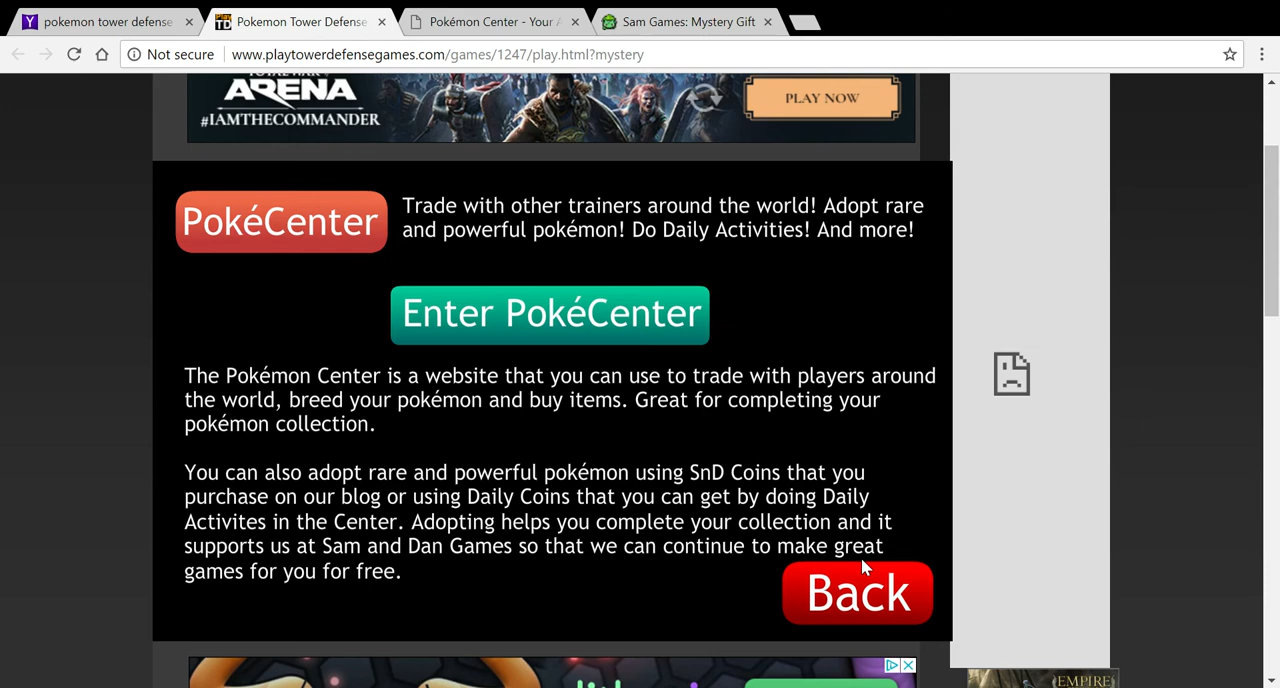 pokemon tower defense
Pokemon Tower Defense
Pokémon Center - Your A
Sam Games: Mystery Gift
Not secure
www.playtowerdefensegames.com/games/1247/play.html?mystery
ARENA
#IAMTHECOMMANDER
PLAY NOW
PokéCenter
Trade with other trainers around the world! Adopt rare
and powerful pokémon! Do Daily Activities! And more!
Enter PokéCenter
The Pokémon Center is a website that you can use to trade with players around
the world, breed your pokémon and buy items. Great for completing your
pokémon collection.
You can also adopt rare and powerful pokémon using SnD Coins that you
purchase on our blog or using Daily Coins that you can get by doing Daily
Activites in the Center. Adopting helps you complete your collection and it
supports us at Sam and Dan Games so that we can continue to make great
games for you for free.
Back
EMPIRE